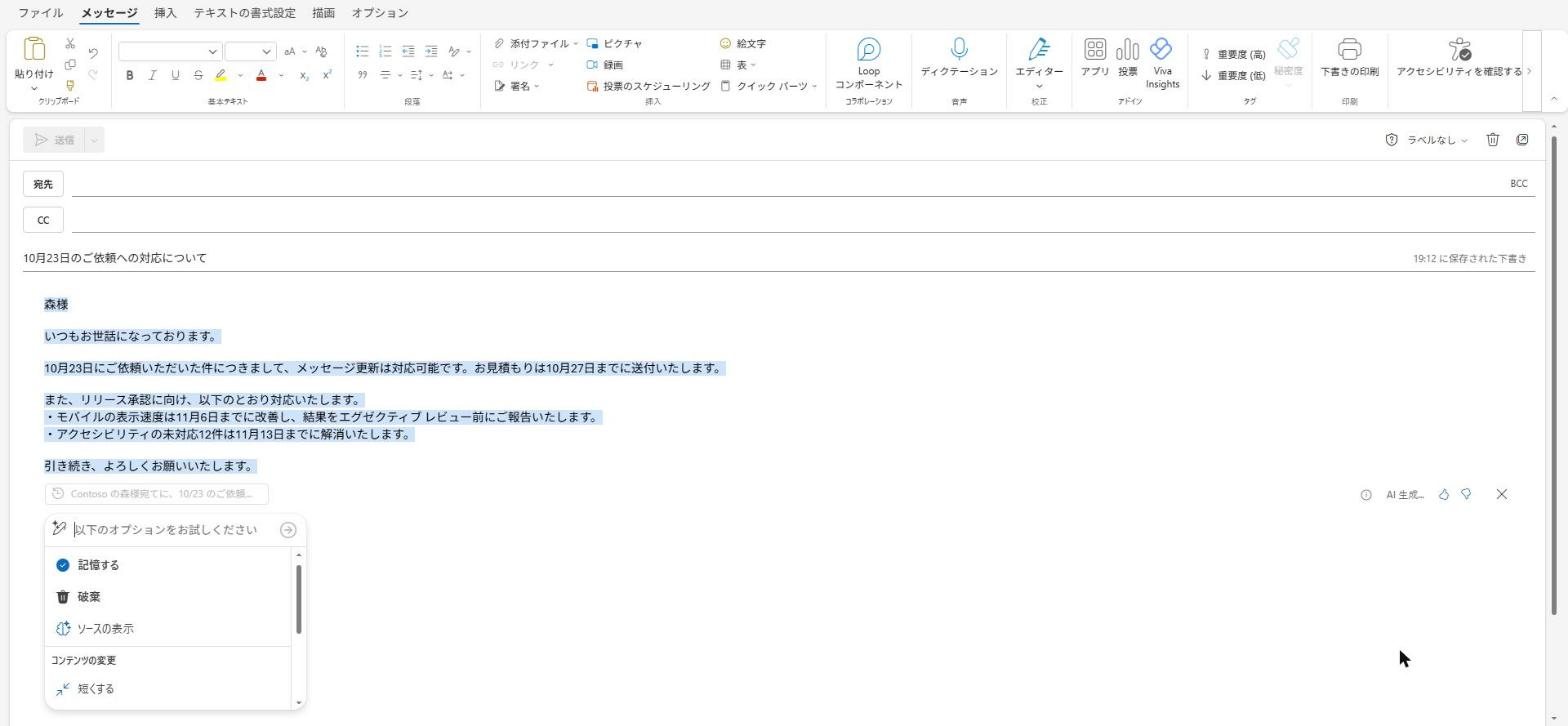 ファイル メッセージ 挿入 テキストの書式設定 描画 オプション
貼り付け
クリップボード
aA
B I U S A x₂ x²
基本テキスト
段落
添付ファイル
リンク
署名
ピクチャ
録画
投票のスケジューリング
絵文字
表
クイック パーツ
挿入
Loop
コンポーネント
コラボレーション
ディクテーション
音声
エディター
校正
アプリ 投票 Viva
Insights
アドイン
重要度 (高)
重要度 (低)
秘密度
タグ
下書きの印刷
印刷
アクセシビリティを確認する
送信
ラベルなし
宛先
BCC
CC
10月23日のご依頼への対応について
19:12 に保存された下書き
森様
いつもお世話になっております。
10月23日にご依頼いただいた件につきまして、メッセージ更新は対応可能です。お見積もりは10月27日までに送付いたします。
また、リリース承認に向け、以下のとおり対応いたします。
・モバイルの表示速度は11月6日までに改善し、結果をエグゼクティブ レビュー前にご報告いたします。
・アクセシビリティの未対応12件は11月13日までに解消いたします。
引き続き、よろしくお願いいたします。
Contoso の森様宛てに、10/23 のご依頼...
AI 生成...
以下のオプションをお試しください
記憶する
破棄
ソースの表示
コンテンツの変更
短くする